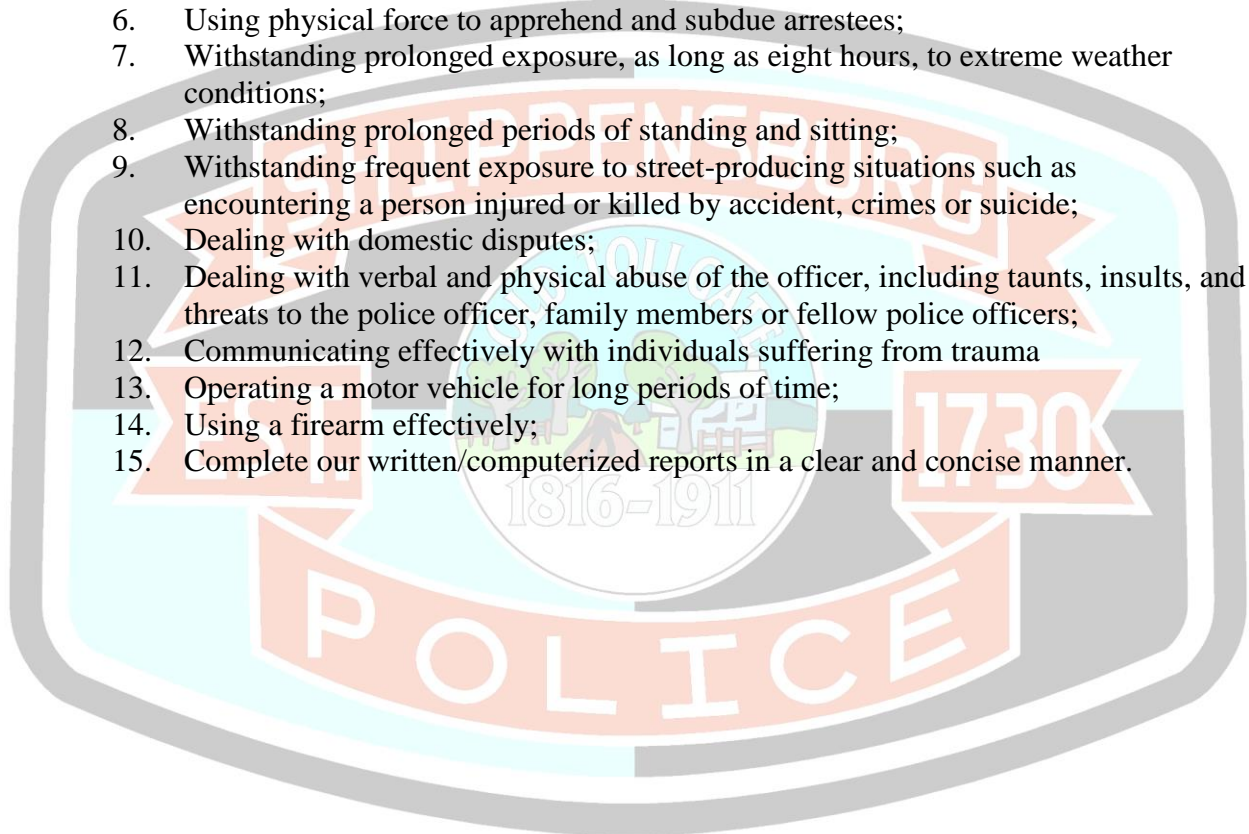 6. Using physical force to apprehend and subdue arrestees;
7. Withstanding prolonged exposure, as long as eight hours, to extreme weather
conditions;
8. Withstanding prolonged periods of standing and sitting;
9. Withstanding frequent exposure to street-producing situations such as
encountering a person injured or killed by accident, crimes or suicide;
10. Dealing with domestic disputes;
11. Dealing with verbal and physical abuse of the officer, including taunts, insults, and
threats to the police officer, family members or fellow police officers;
12. Communicating effectively with individuals suffering from trauma
13. Operating a motor vehicle for long periods of time;
14. Using a firearm effectively;
15. Complete our written/computerized reports in a clear and concise manner.
SHIPPENSBURG
OLD TOLL GATE
EST.
1730
1816-1911
POLICE